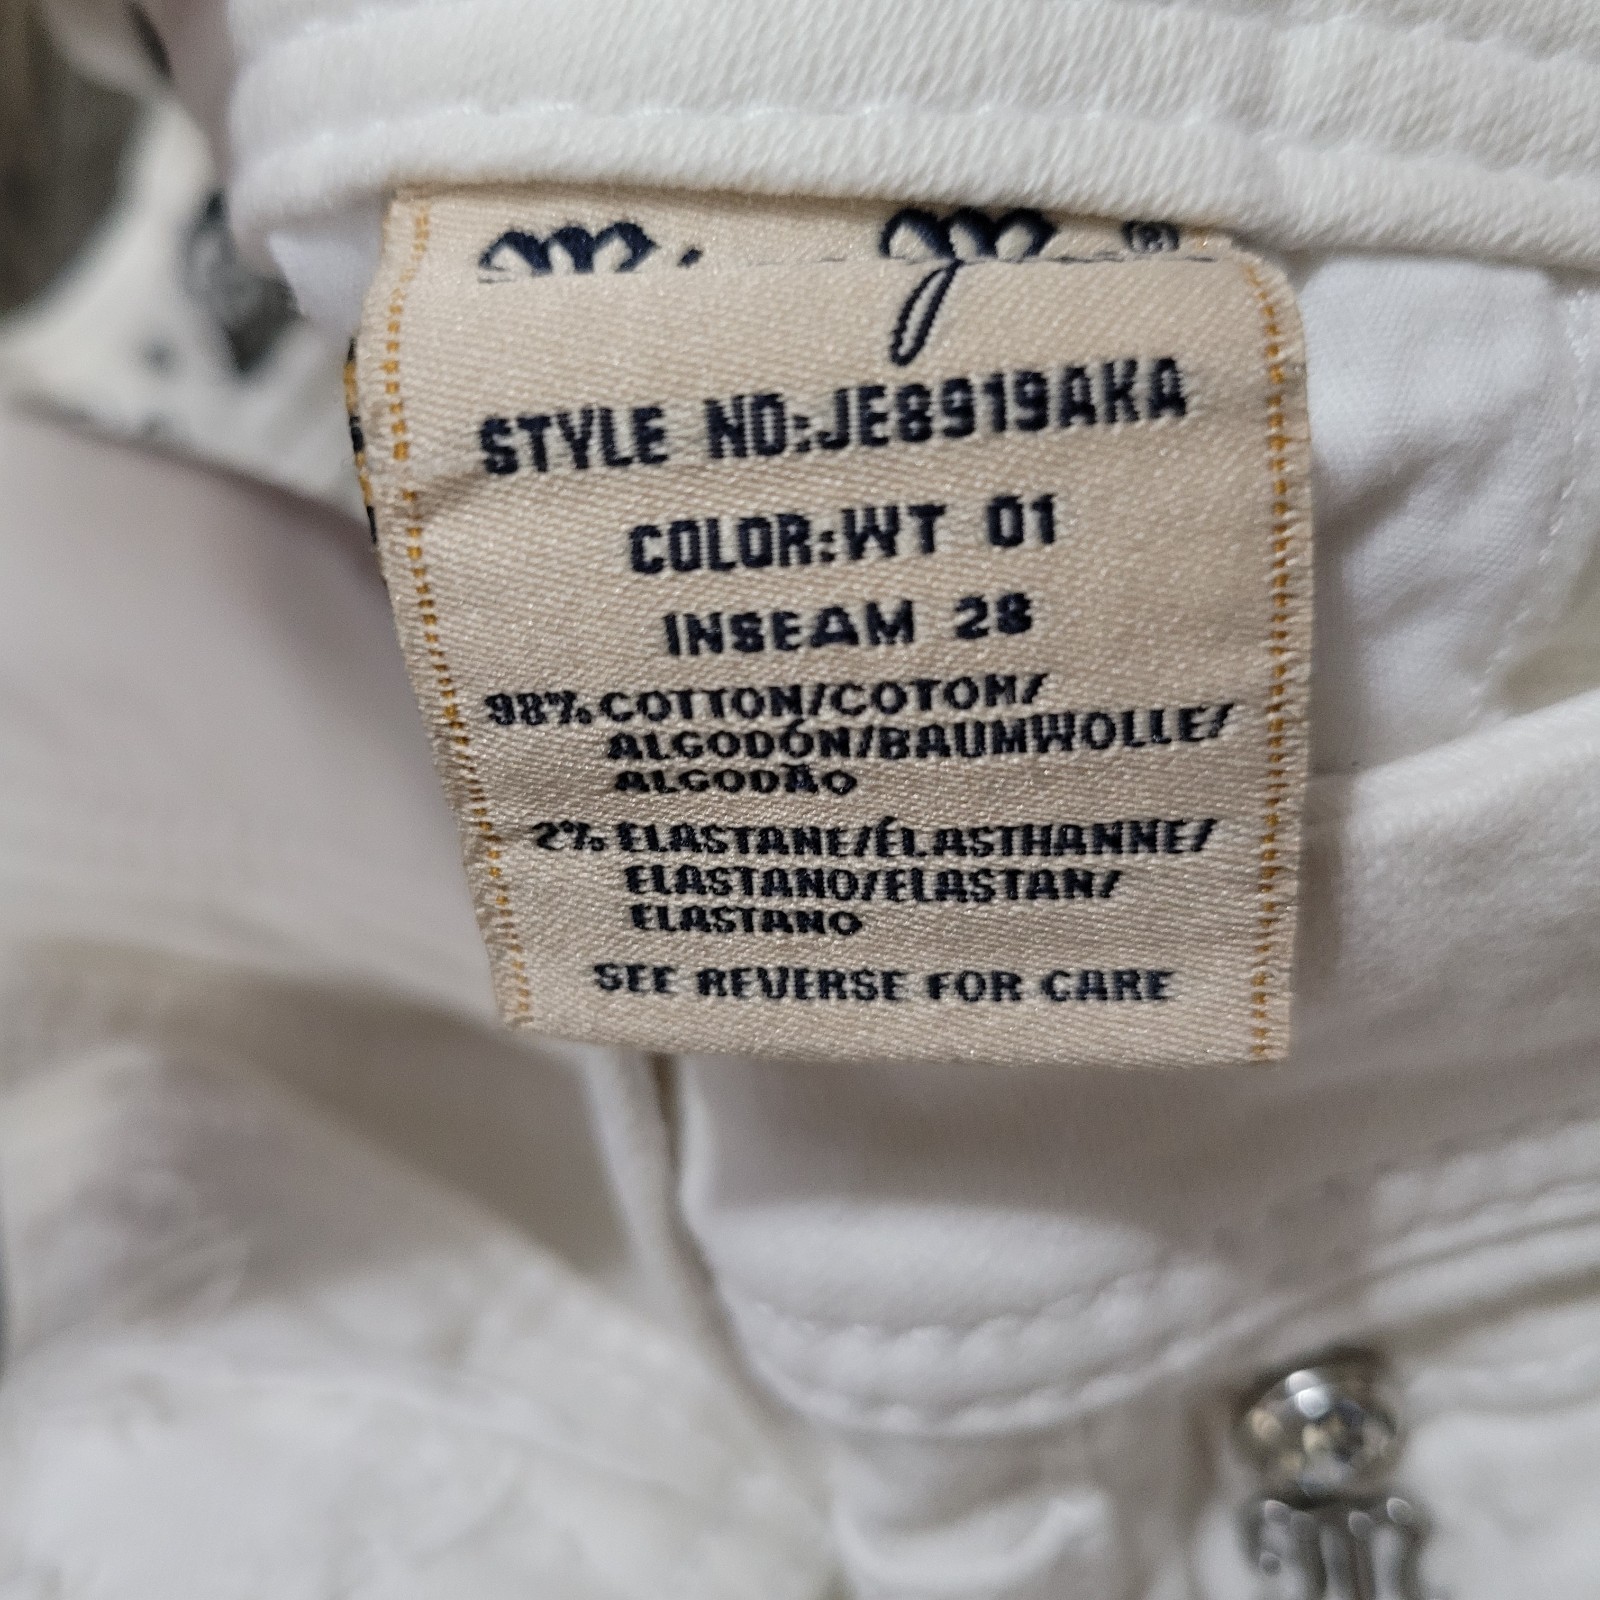 m. m. ®
STYLE NO:JE8919AKA
COLOR:WT 01
INSEAM 28
98% COTTON/COTOM/
ALGODÓN/BAUMWOLLE/
ALGODÃO
2% ELASTANE/ÉLASTHANNE/
ELASTANO/ELASTAN/
ELASTANO
SEE REVERSE FOR CARE